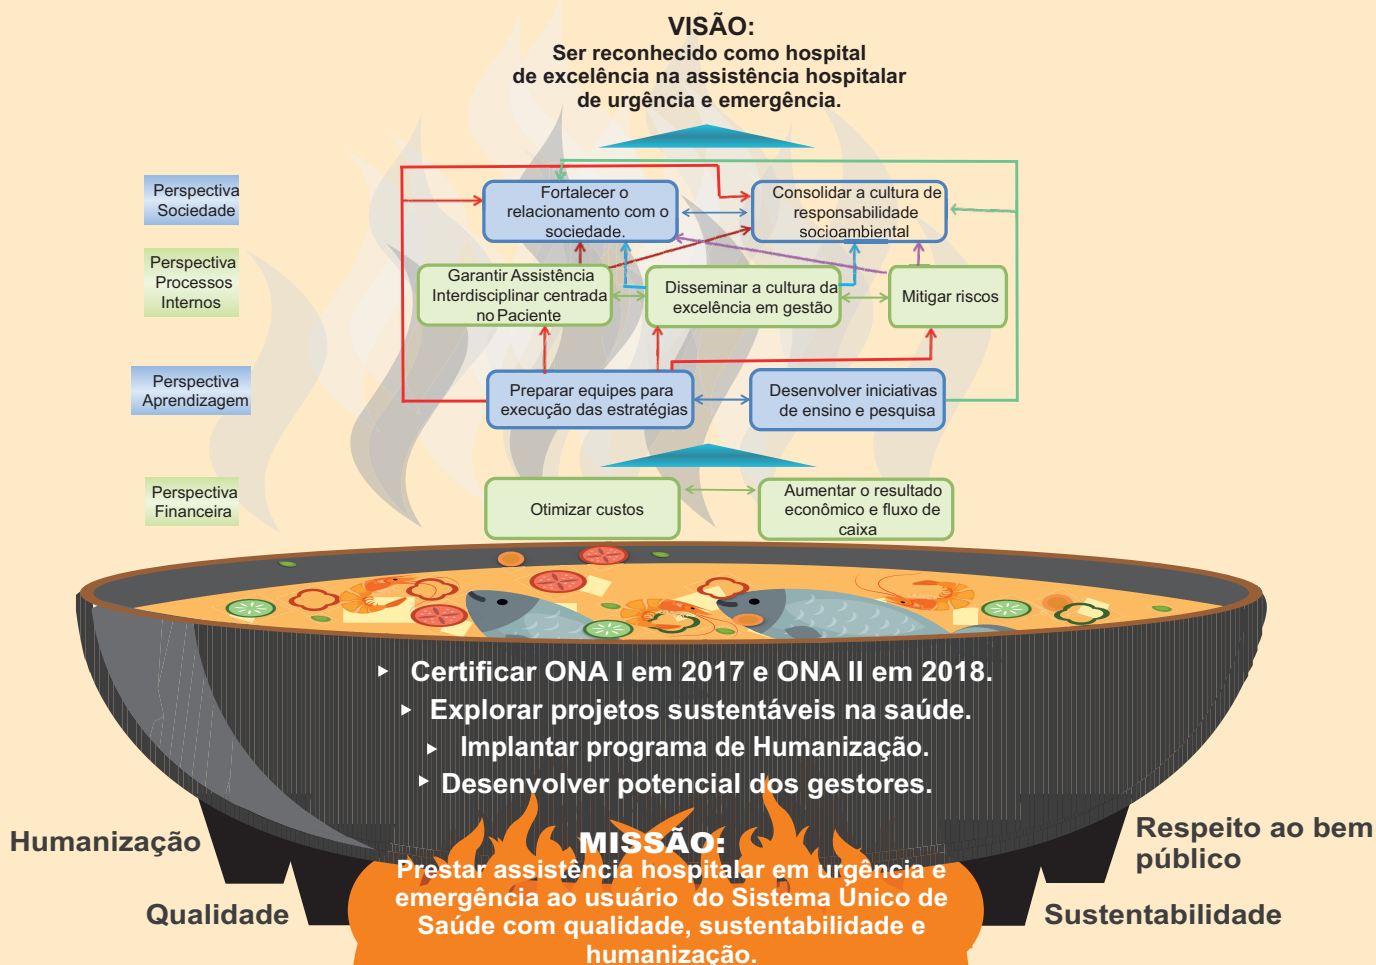 VISÃO:
Ser reconhecido como hospital
de excelência na assistência hospitalar
de urgência e emergência.
Perspectiva
Sociedade
Fortalecer o
relacionamento com o
sociedade.
Consolidar a cultura de
responsabilidade
socioambiental
Perspectiva
Processos
Internos
Garantir Assistência
Interdisciplinar centrada
no Paciente
Disseminar a cultura da
excelência em gestão
Mitigar riscos
Perspectiva
Aprendizagem
Preparar equipes para
execução das estratégias
Desenvolver iniciativas
de ensino e pesquisa
Perspectiva
Financeira
Otimizar custos
Aumentar o resultado
econômico e fluxo de
caixa
Certificar ONA I em 2017 e ONA II em 2018.
Explorar projetos sustentáveis na saúde.
Implantar programa de Humanização.
Desenvolver potencial dos gestores.
Humanização
Qualidade
MISSÃO:
Prestar assistência hospitalar em urgência e
emergência ao usuário do Sistema Único de
Saúde com qualidade, sustentabilidade e
humanização.
Respeito ao bem
público
Sustentabilidade